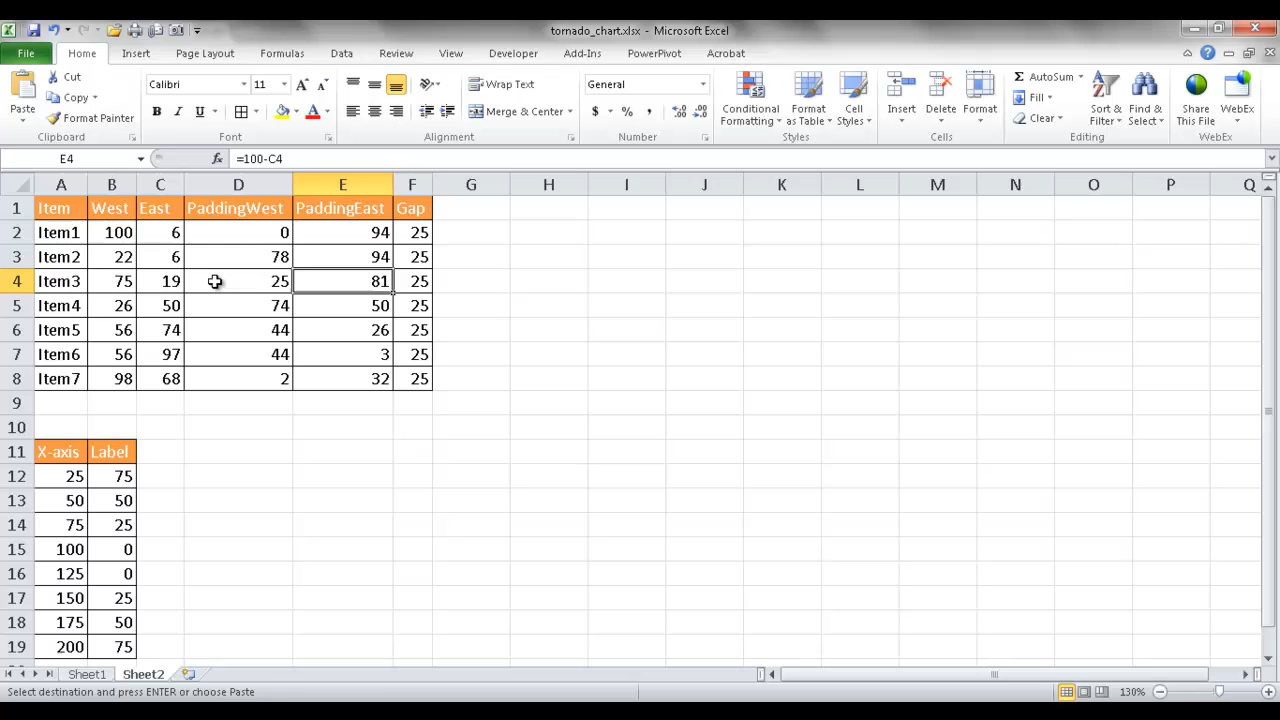 tornado_chart.xlsx - Microsoft Excel
File Home Insert Page Layout Formulas Data Review View Developer Add-Ins PowerPivot Acrobat
Paste
Cut
Copy
Format Painter
Clipboard
Calibri 11
B I U
Font
Wrap Text
Merge & Center
Alignment
General
$ % ,
Number
Conditional Formatting
Format as Table
Cell Styles
Styles
Insert
Delete
Format
Cells
AutoSum
Fill
Clear
Sort & Filter
Find & Select
Editing
Share This File
WebEx
WebEx
E4 fx =100-C4
A B C D E F G H I J K L M N O P Q
1 Item West East PaddingWest PaddingEast Gap
2 Item1 100 6 0 94 25
3 Item2 22 6 78 94 25
4 Item3 75 19 25 81 25
5 Item4 26 50 74 50 25
6 Item5 56 74 44 26 25
7 Item6 56 97 44 3 25
8 Item7 98 68 2 32 25
9
10
11 X-axis Label
12 25 75
13 50 50
14 75 25
15 100 0
16 125 0
17 150 25
18 175 50
19 200 75
Sheet1 Sheet2
Select destination and press ENTER or choose Paste 130%